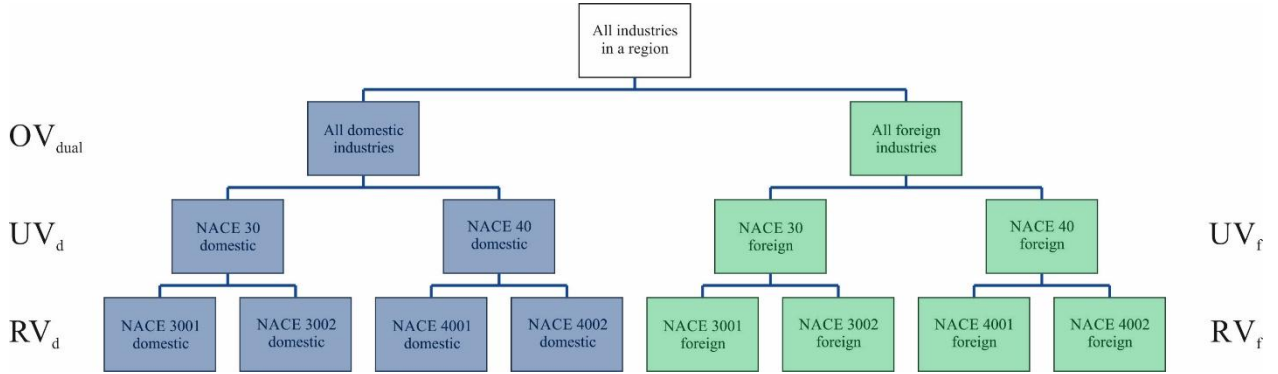 All industries
in a region
OV_dual
All domestic
industries
All foreign
industries
UV_d
NACE 30
domestic
NACE 40
domestic
NACE 30
foreign
NACE 40
foreign
UV_f
RV_d
NACE 3001
domestic
NACE 3002
domestic
NACE 4001
domestic
NACE 4002
domestic
NACE 3001
foreign
NACE 3002
foreign
NACE 4001
foreign
NACE 4002
foreign
RV_f